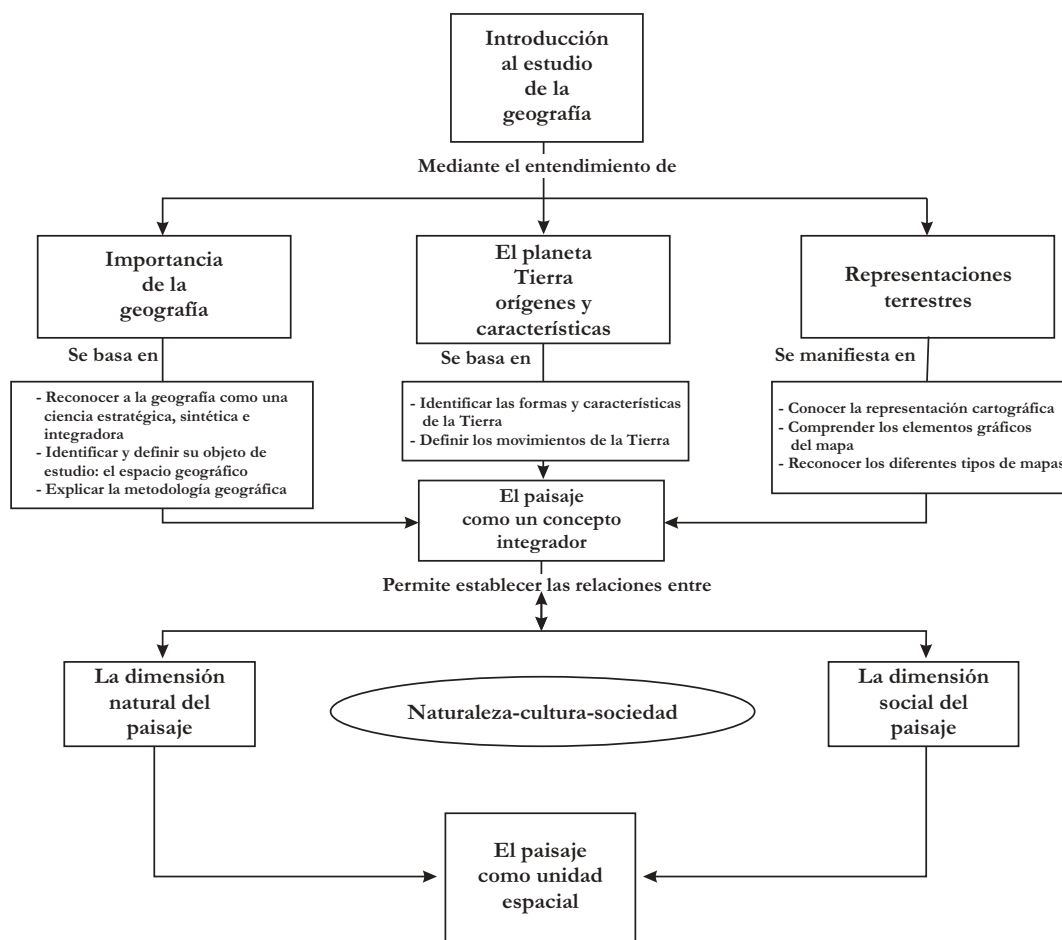 Introducción
al estudio
de la
geografía
Mediante el entendimiento de
Importancia
de la
geografía
El planeta
Tierra
orígenes y
características
Representaciones
terrestres
Se basa en
Se basa en
Se manifiesta en
- Reconocer a la geografía como una
ciencia estratégica, sintética e
integradora
- Identificar y definir su objeto de
estudio: el espacio geográfico
- Explicar la metodología geográfica
- Identificar las formas y características
de la Tierra
- Definir los movimientos de la Tierra
- Conocer la representación cartográfica
- Comprender los elementos gráficos
del mapa
- Reconocer los diferentes tipos de mapas
El paisaje
como un concepto
integrador
Permite establecer las relaciones entre
La dimensión
natural del
paisaje
Naturaleza-cultura-sociedad
La dimensión
social del
paisaje
El paisaje
como unidad
espacial